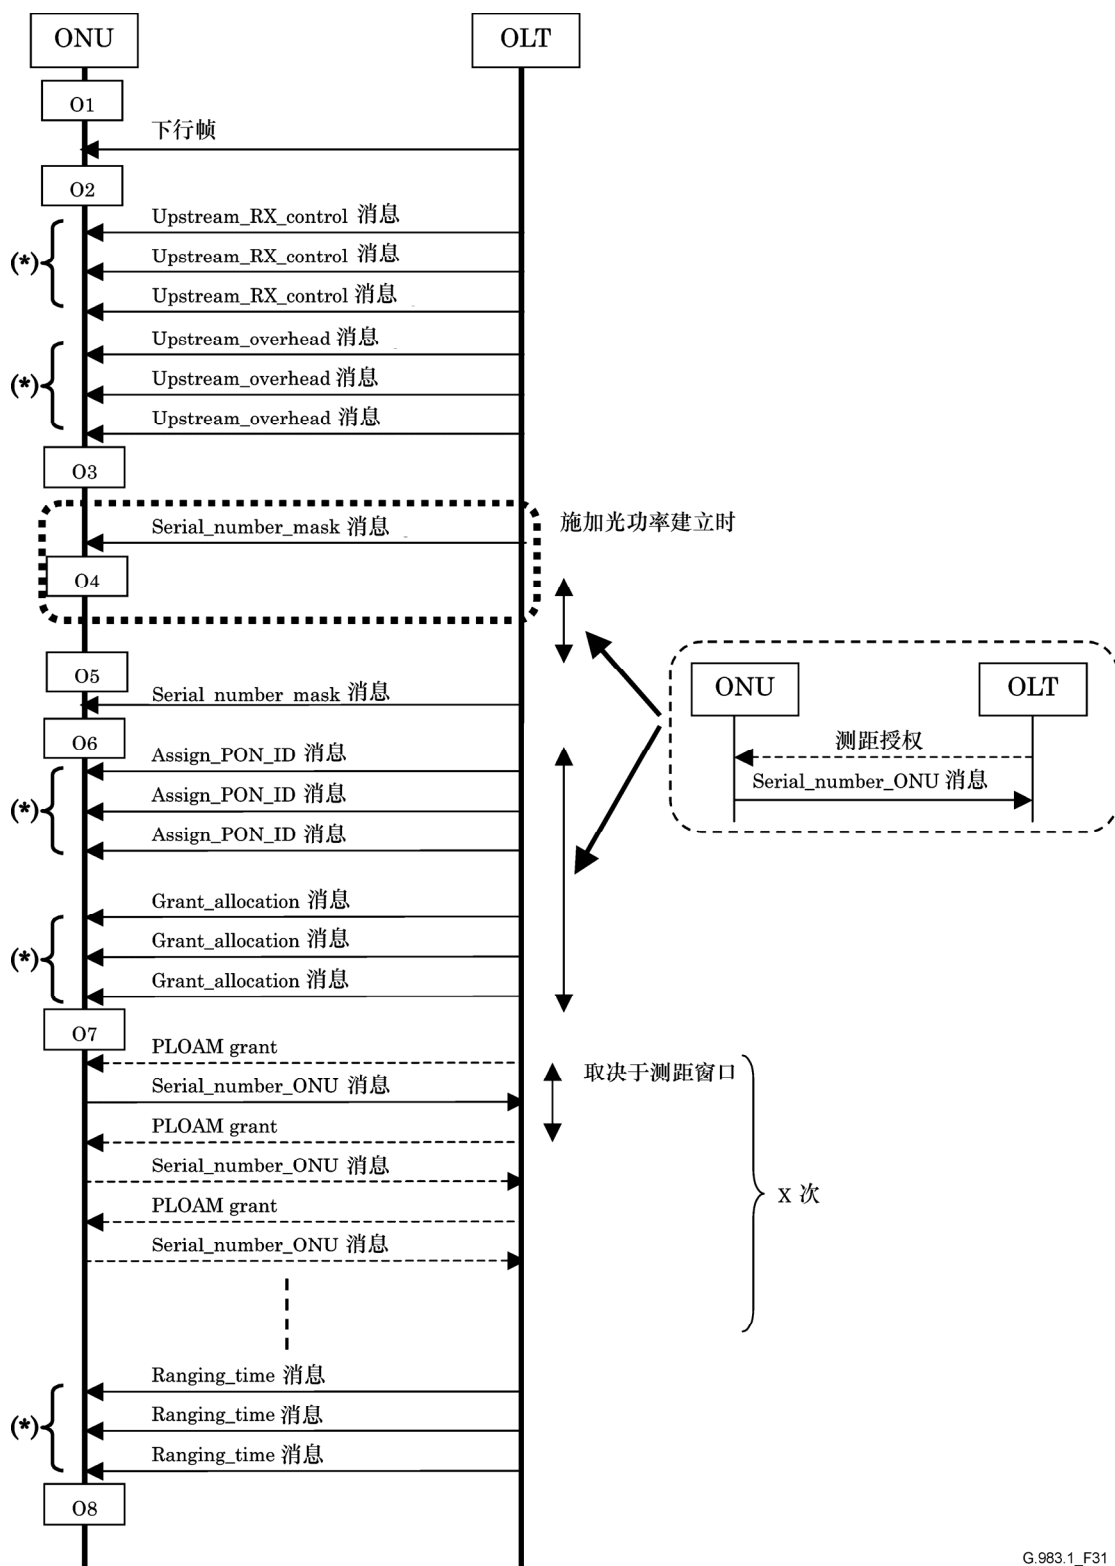 ONU
OLT
O1
下行帧
O2
Upstream_RX_control 消息
(*)
Upstream_RX_control 消息
Upstream_RX_control 消息
Upstream_overhead 消息
(*)
Upstream_overhead 消息
Upstream_overhead 消息
O3
Serial_number_mask 消息
施加光功率建立时
O4
O5
Serial number mask 消息
ONU
OLT
测距授权
Serial_number_ONU 消息
O6
Assign_PON_ID 消息
(*)
Assign_PON_ID 消息
Assign_PON_ID 消息
Grant_allocation 消息
(*)
Grant_allocation 消息
Grant_allocation 消息
O7
PLOAM grant
取决于测距窗口
Serial_number_ONU 消息
PLOAM grant
Serial_number_ONU 消息
X 次
PLOAM grant
Serial_number_ONU 消息
Ranging_time 消息
(*)
Ranging_time 消息
Ranging_time 消息
O8
G.983.1_F31